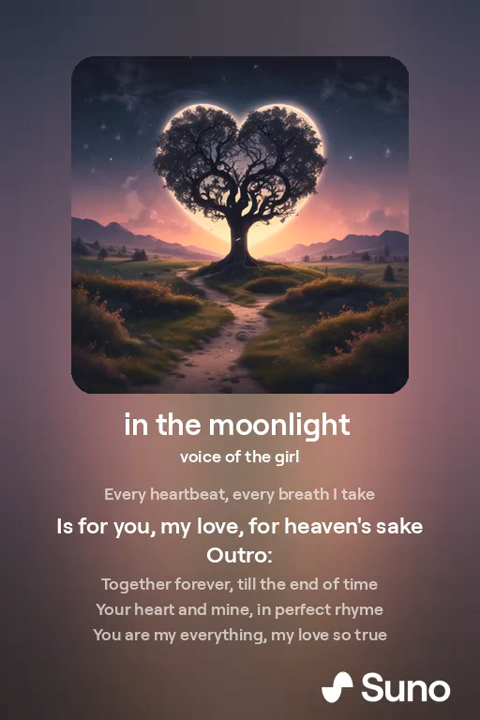 in the moonlight
voice of the girl
Every heartbeat, every breath I take
Is for you, my love, for heaven's sake
Outro:
Together forever, till the end of time
Your heart and mine, in perfect rhyme
You are my everything, my love so true
Suno